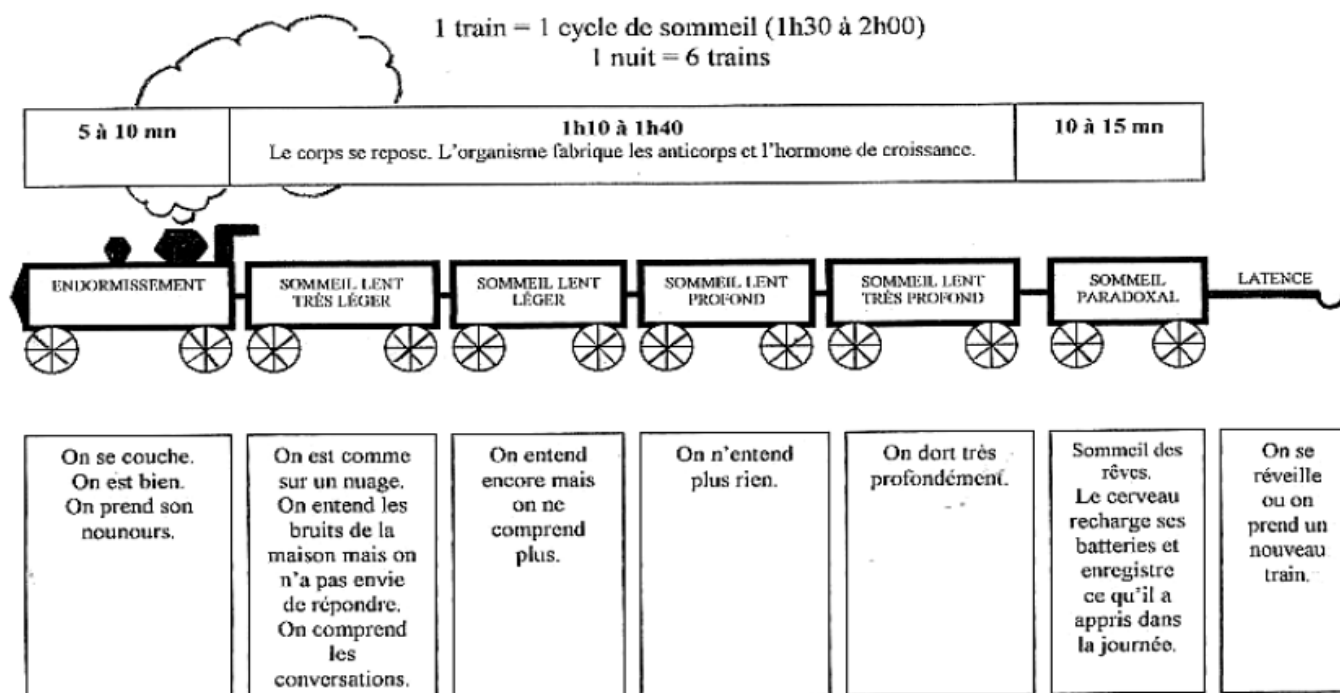 1 train = 1 cycle de sommeil (1h30 à 2h00)
1 nuit = 6 trains
5 à 10 mn
1h10 à 1h40
Le corps se repose. L'organisme fabrique les anticorps et l'hormone de croissance.
10 à 15 mn
ENDORMISSEMENT
SOMMEIL LENT
TRÈS LÉGER
SOMMEIL LENT
LÉGER
SOMMEIL LENT
PROFOND
SOMMEIL LENT
TRÈS PROFOND
SOMMEIL
PARADOXAL
LATENCE
On se couche.
On est bien.
On prend son
nounours.
On est comme
sur un nuage.
On entend les
bruits de la
maison mais on
n'a pas envie
de répondre.
On comprend
les
conversations.
On entend
encore mais
on ne
comprend
plus.
On n'entend
plus rien.
On dort très
profondément.
Sommeil des
rêves.
Le cerveau
recharge ses
batteries et
enregistre
ce qu'il a
appris dans
la journée.
On se
réveille
ou on
prend un
nouveau
train.